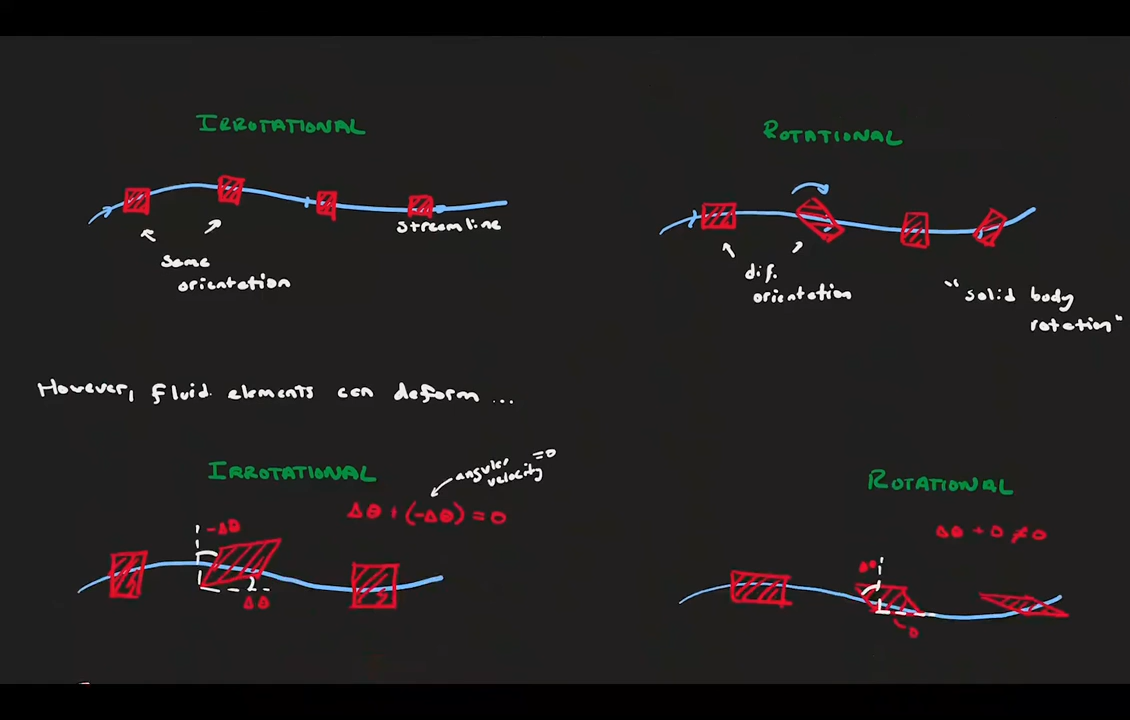 IRROTATIONAL
ROTATIONAL
streamline
Same
orientation
dif.
orientation
"solid body
rotation"
However, fluid elements can deform ...
IRROTATIONAL
angular
velocity =0
Δθ + (-Δθ) = 0
-Δθ
Δθ
ROTATIONAL
Δθ + 0 ≠ 0
Δθ
0